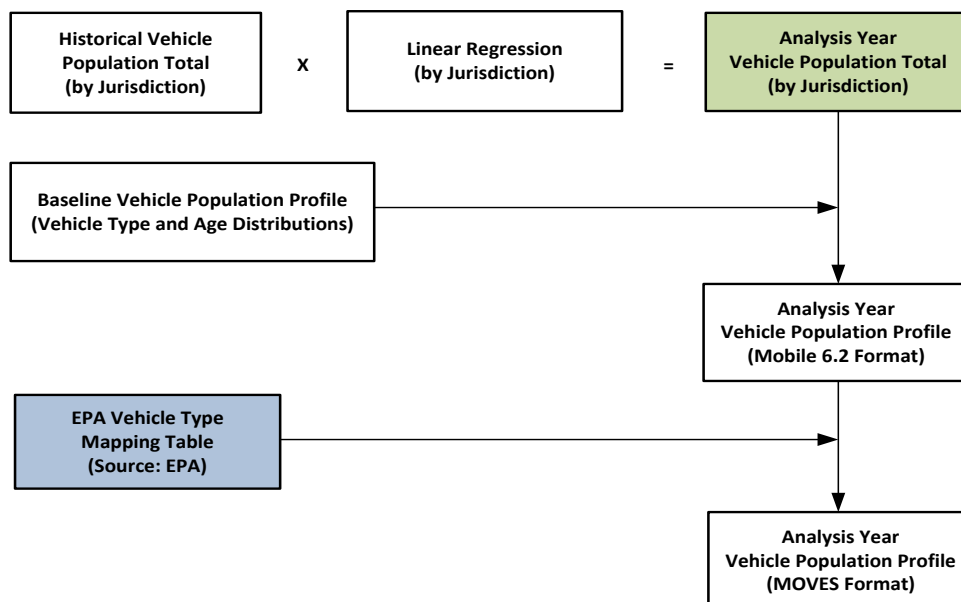 Historical Vehicle
Population Total
(by Jurisdiction)
X
Linear Regression
(by Jurisdiction)
=
Analysis Year
Vehicle Population Total
(by Jurisdiction)
Baseline Vehicle Population Profile
(Vehicle Type and Age Distributions)
Analysis Year
Vehicle Population Profile
(Mobile 6.2 Format)
EPA Vehicle Type
Mapping Table
(Source: EPA)
Analysis Year
Vehicle Population Profile
(MOVES Format)